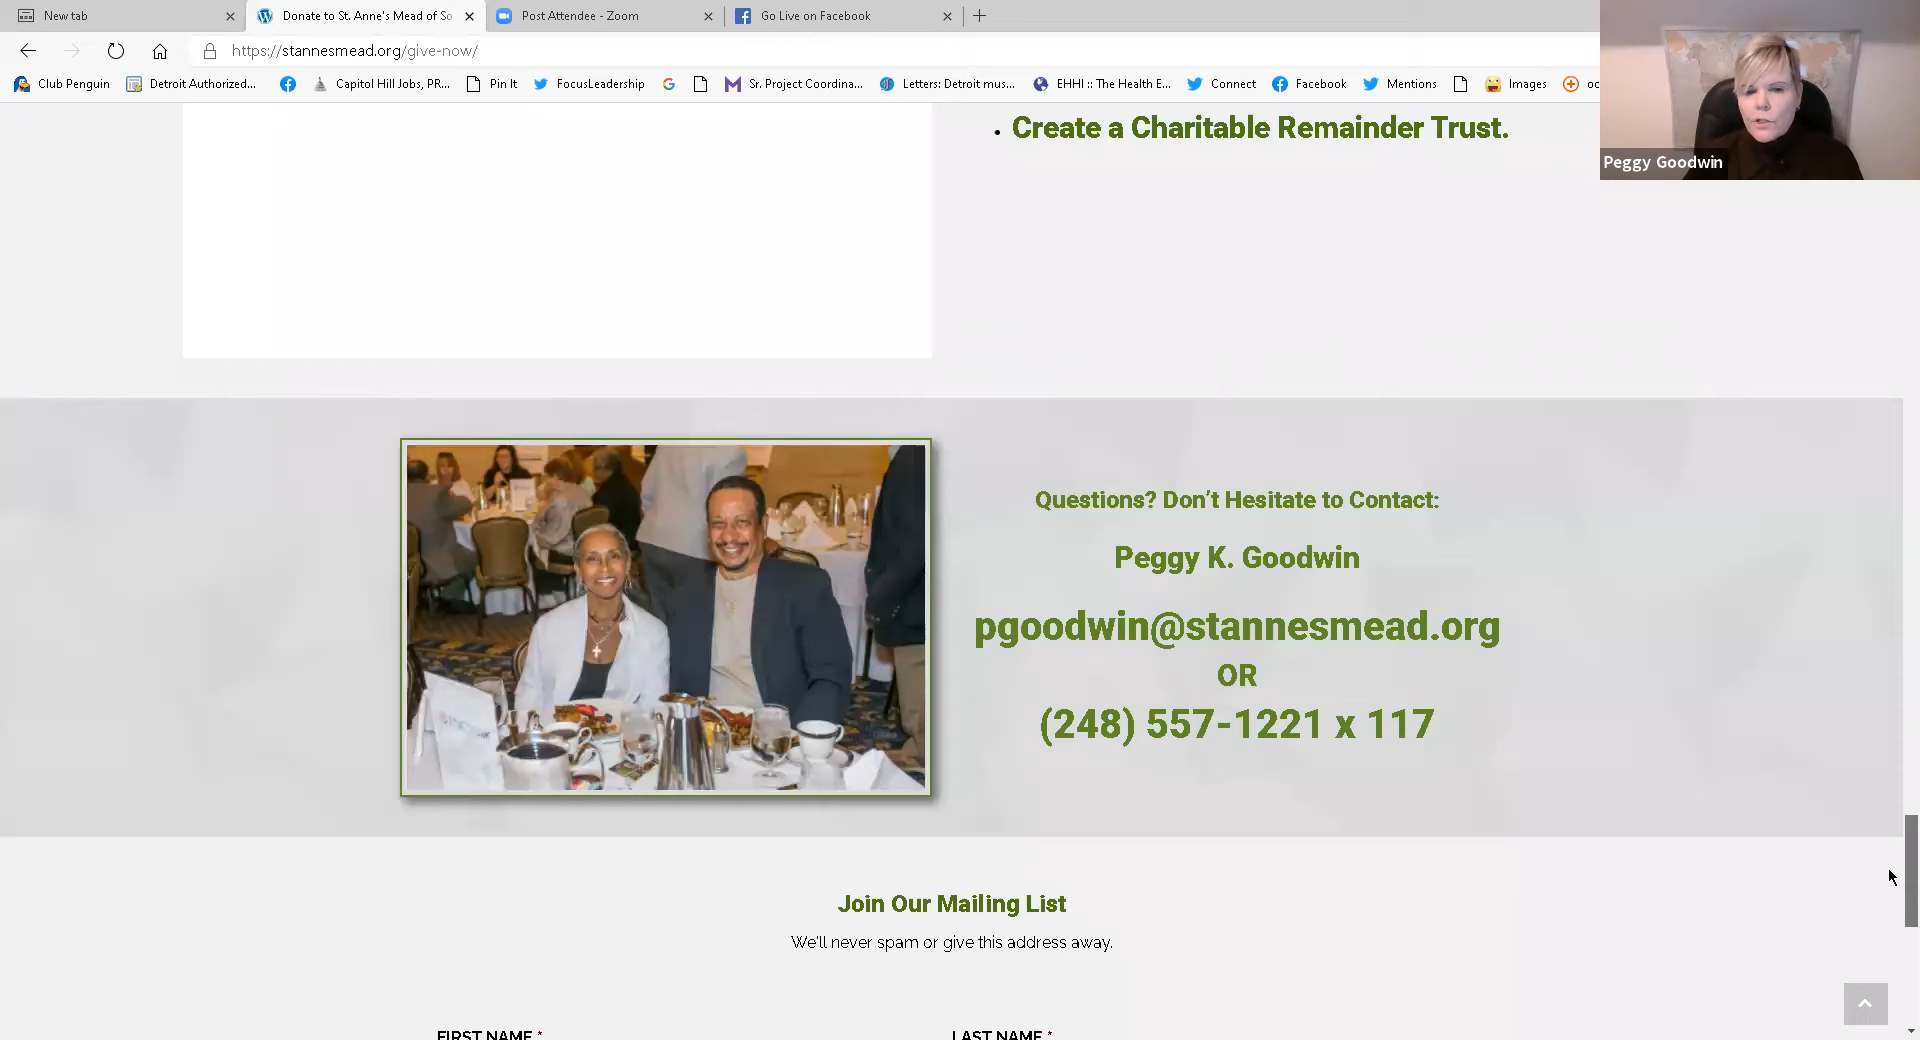 New tab
Donate to St. Anne's Mead of So
Post Attendee - Zoom
Go Live on Facebook
https://stannesmead.org/give-now/
Club Penguin
Detroit Authorized...
Capitol Hill Jobs, PR...
Pin It
FocusLeadership
Sr. Project Coordina...
Letters: Detroit mus...
EHHI :: The Health E...
Connect
Facebook
Mentions
Images
oc
Peggy Goodwin
• Create a Charitable Remainder Trust.
Questions? Don’t Hesitate to Contact:
Peggy K. Goodwin
pgoodwin@stannesmead.org
OR
(248) 557-1221 x 117
Join Our Mailing List
We'll never spam or give this address away.
FIRST NAME *
LAST NAME *